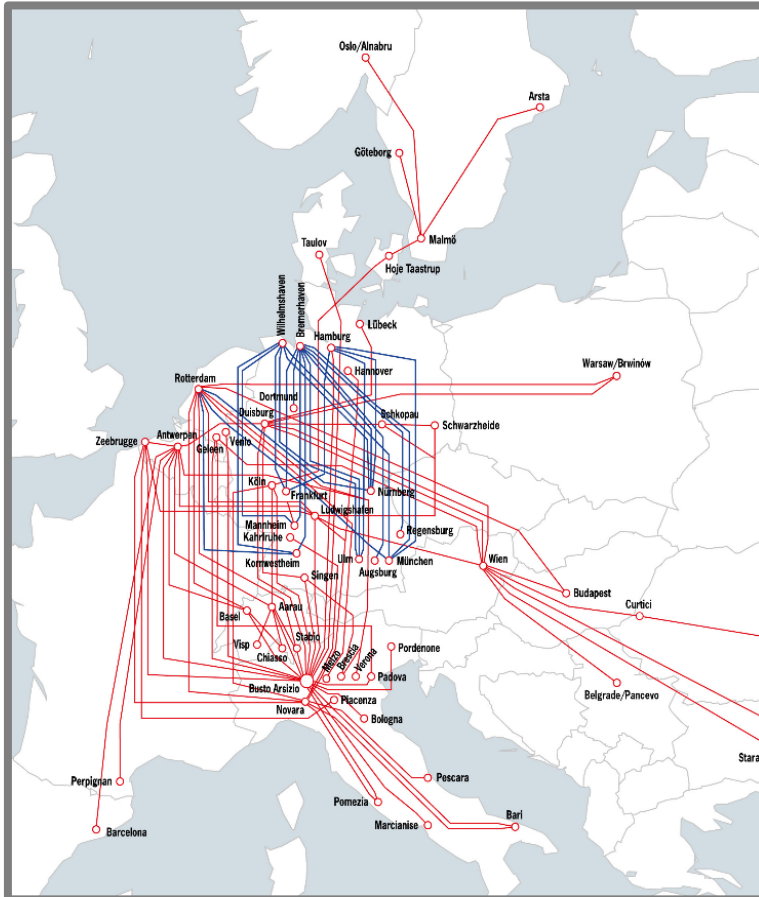 Oslo/Alnabru
Arsta
Göteborg
Malmö
Taulov
Hoje Taastrup
Wilhelmshaven
Bremerhaven
Lübeck
Hamburg
Hannover
Warsaw/Brwinów
Rotterdam
Dortmund
Duisburg
Schkopau
Schwarzheide
Zeebrugge
Antwerpen
Venlo
Geleen
Köln
Frankfurt
Nürnberg
Ludwigshafen
Mannheim
Kahrlruhe
Regensburg
Kornwestheim
Ulm
Augsburg
München
Wien
Singen
Budapest
Curtici
Aarau
Basel
Stabio
Visp
Chiasso
Melzo
Brescia
Verona
Pordenone
Padova
Busto Arsizio
Belgrade/Pancevo
Novara
Piacenza
Bologna
Stara
Perpignan
Pescara
Pomezia
Marcianise
Bari
Barcelona